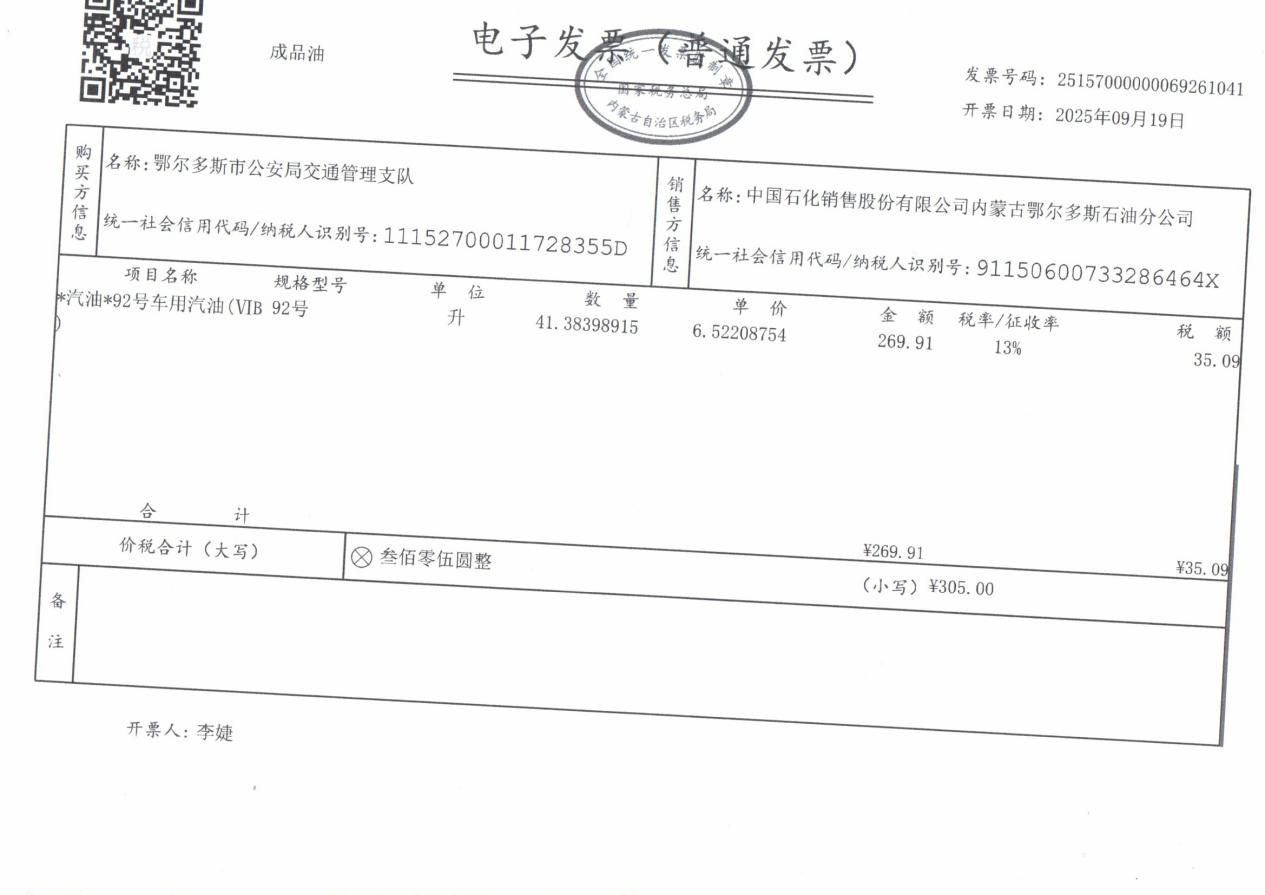 成品油
电子发票（普通发票）
全国统一发票监制章
国家税务总局
内蒙古自治区税务局
发票号码：25157000000069261041
开票日期：2025年09月19日
购买方信息
名称：鄂尔多斯市公安局交通管理支队
统一社会信用代码/纳税人识别号：11152700011728355D
销售方信息
名称：中国石化销售股份有限公司内蒙古鄂尔多斯石油分公司
统一社会信用代码/纳税人识别号：91150600733286464X
项目名称 规格型号 单 位 数 量 单 价 金 额 税率/征收率 税 额
*汽油*92号车用汽油(VIB 92号 升 41.38398915 6.52208754 269.91 13% 35.09
)
合 计 ¥269.91 ¥35.09
价税合计（大写） ⊗ 叁佰零伍圆整 （小写）¥305.00
备注
开票人：李婕
税